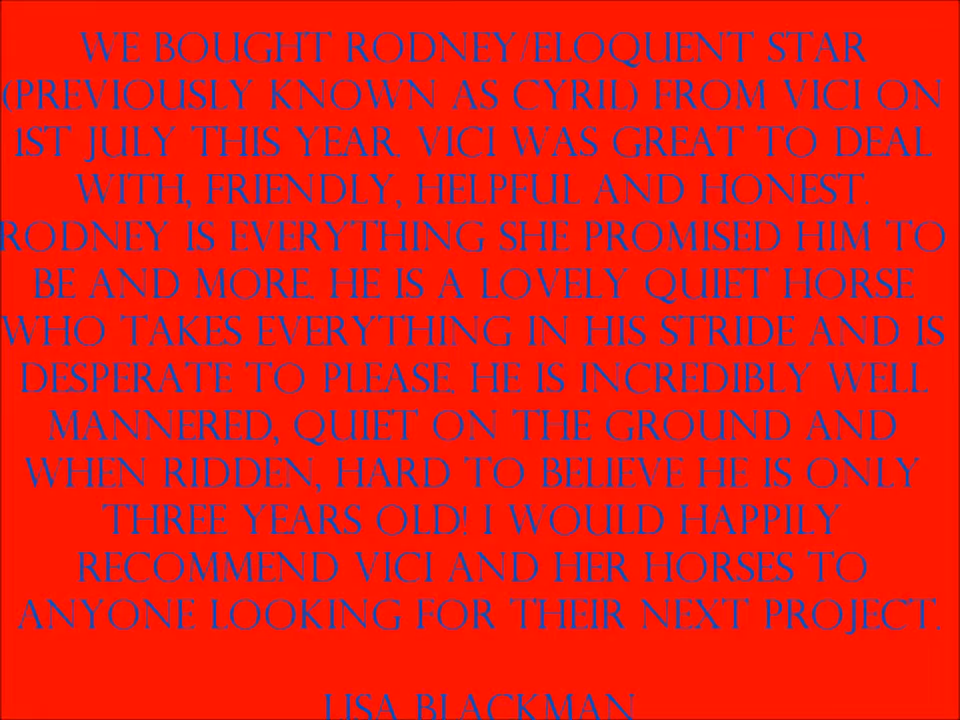 WE BOUGHT RODNEY/ELOQUENT STAR
(PREVIOUSLY KNOWN AS CYRIL) FROM VICI ON
1ST JULY THIS YEAR. VICI WAS GREAT TO DEAL
WITH, FRIENDLY, HELPFUL AND HONEST.
RODNEY IS EVERYTHING SHE PROMISED HIM TO
BE AND MORE. HE IS A LOVELY QUIET HORSE
WHO TAKES EVERYTHING IN HIS STRIDE AND IS
DESPERATE TO PLEASE. HE IS INCREDIBLY WELL
MANNERED, QUIET ON THE GROUND AND
WHEN RIDDEN, HARD TO BELIEVE HE IS ONLY
THREE YEARS OLD! I WOULD HAPPILY
RECOMMEND VICI AND HER HORSES TO
ANYONE LOOKING FOR THEIR NEXT PROJECT.
LISA BLACKMAN